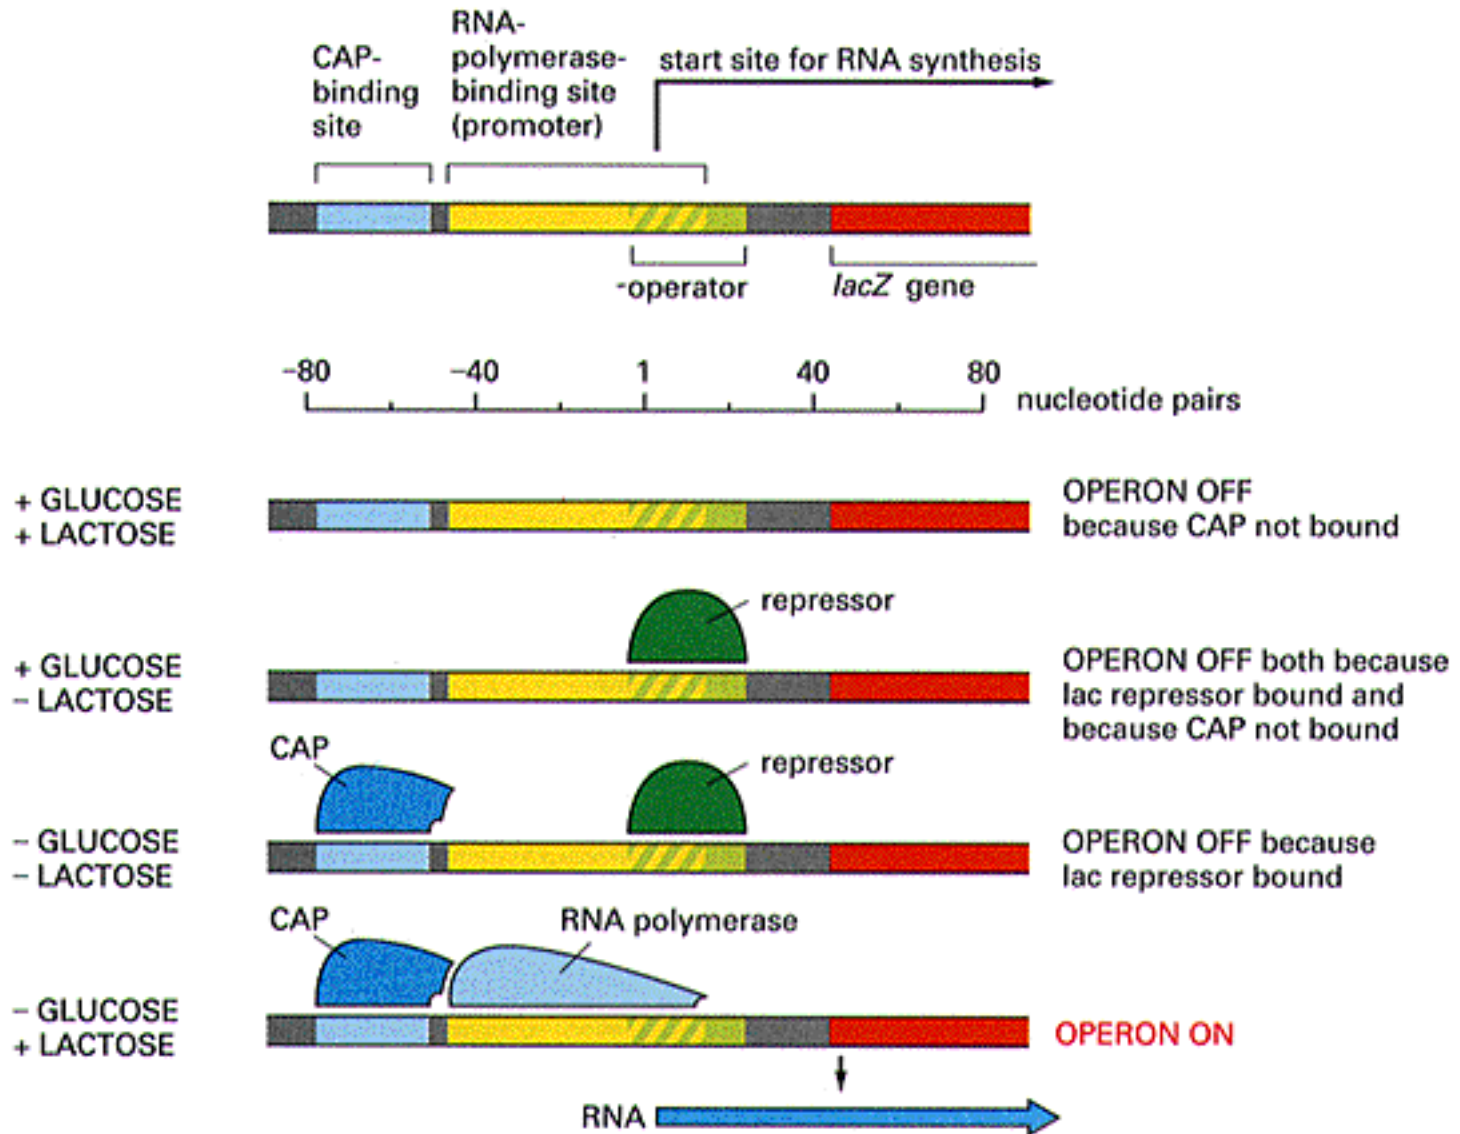 CAP-
binding
site
RNA-
polymerase-
binding site
(promoter)
start site for RNA synthesis
-operator
lacZ gene
−80 −40 1 40 80
nucleotide pairs
+ GLUCOSE
+ LACTOSE
OPERON OFF
because CAP not bound
repressor
+ GLUCOSE
− LACTOSE
OPERON OFF both because
lac repressor bound and
because CAP not bound
CAP
repressor
− GLUCOSE
− LACTOSE
OPERON OFF because
lac repressor bound
CAP
RNA polymerase
− GLUCOSE
+ LACTOSE
OPERON ON
RNA